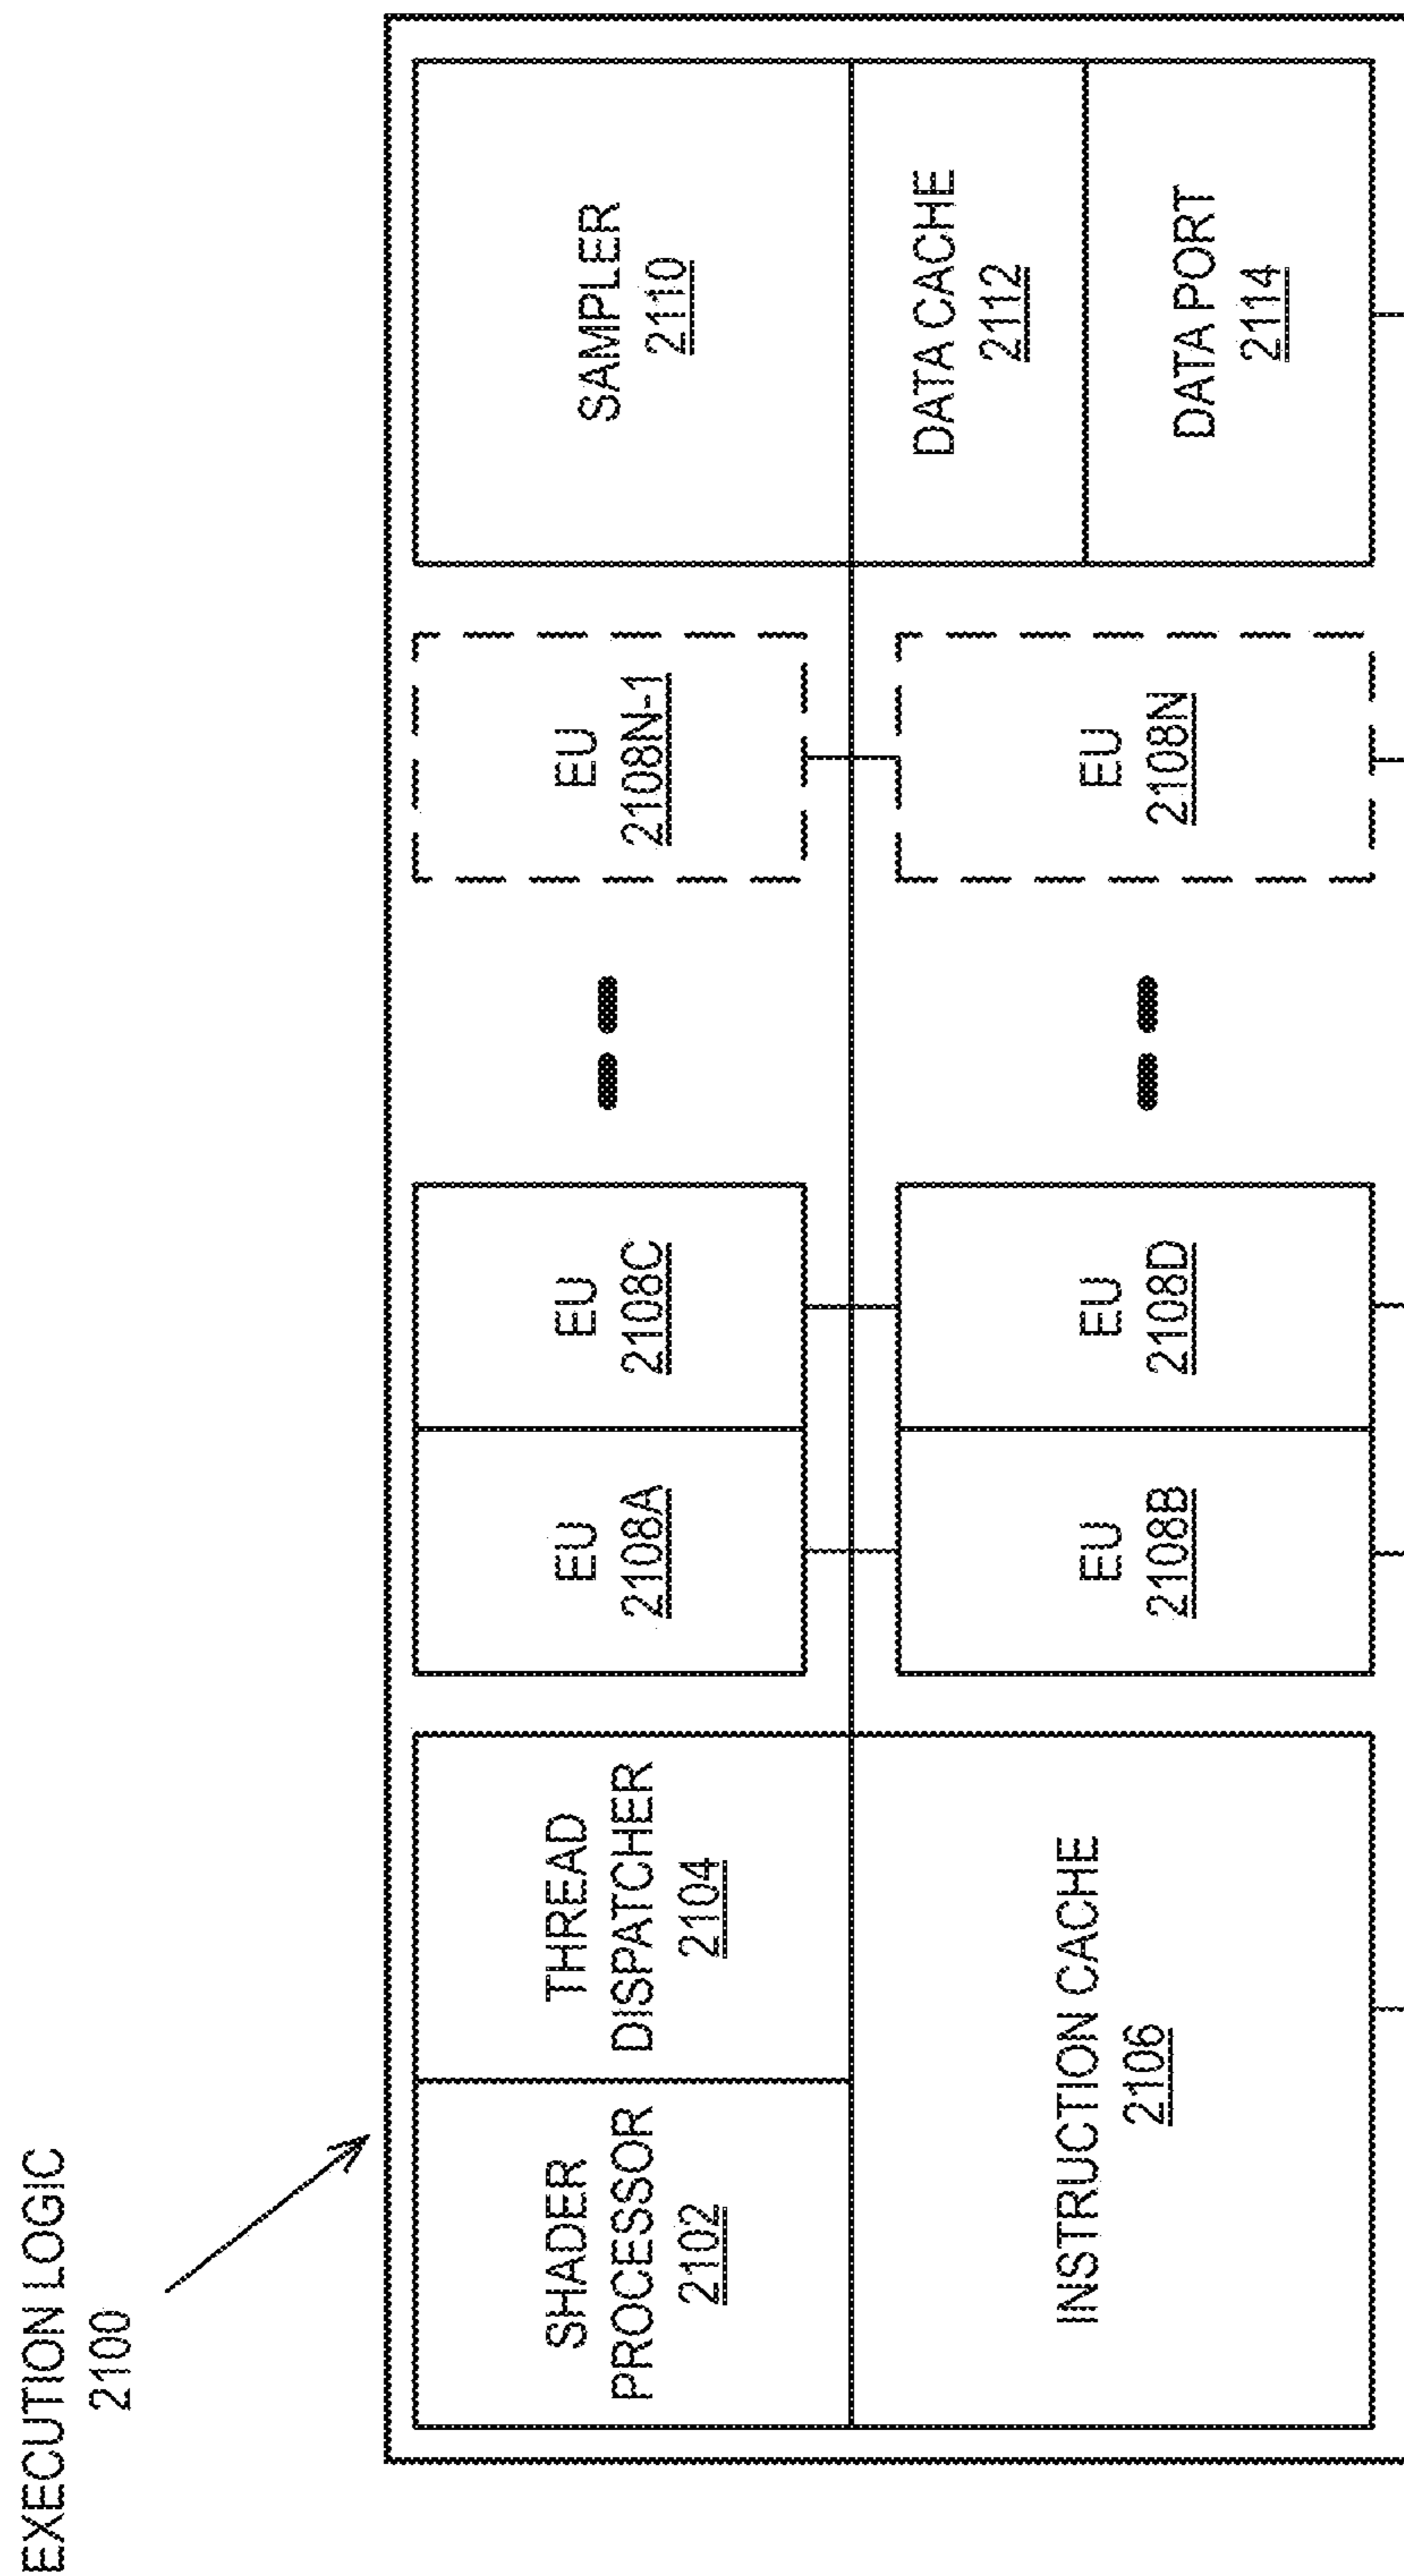 EXECUTION LOGIC
2100
SHADER
PROCESSOR
2102
THREAD
DISPATCHER
2104
EU
2108A
EU
2108C
EU
2108N-1
SAMPLER
2110
INSTRUCTION CACHE
2106
EU
2108B
EU
2108D
EU
2108N
DATA CACHE
2112
DATA PORT
2114